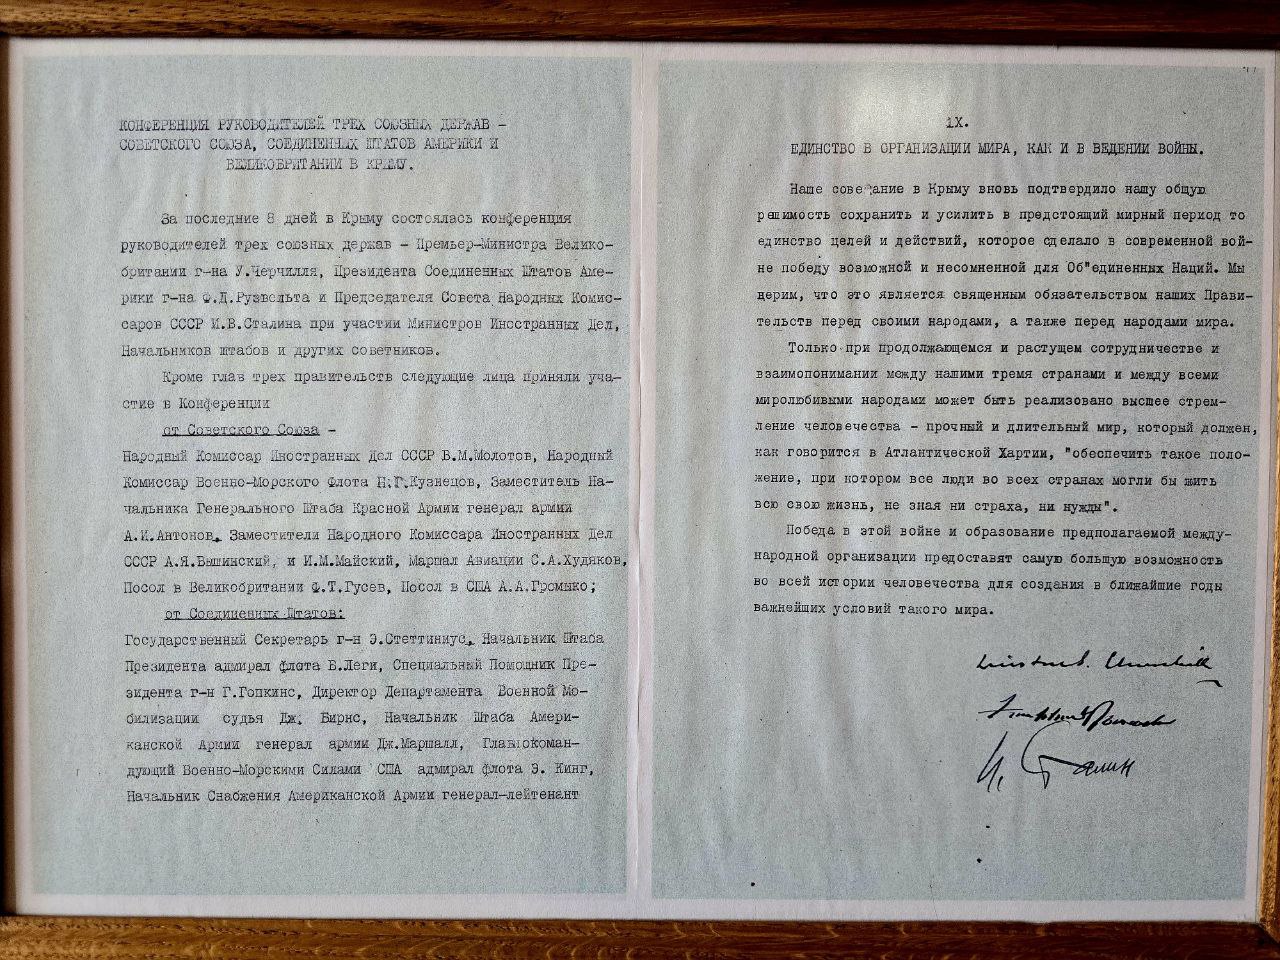 КОНФЕРЕНЦИЯ РУКОВОДИТЕЛЕЙ ТРЕХ СОЮЗНЫХ ДЕРЖАВ –
СОВЕТСКОГО СОЮЗА, СОЕДИНЕННЫХ ШТАТОВ АМЕРИКИ И
ВЕЛИКОБРИТАНИИ В КРЫМУ.
За последние 8 дней в Крыму состоялась конференция
руководителей трех союзных держав – Премьер-Министра Велико-
британии г-на У.Черчилля, Президента Соединенных Штатов Аме-
рики г-на Ф.Д.Рузвельта и Председателя Совета Народных Комис-
саров СССР И.В.Сталина при участии Министров Иностранных Дел,
Начальников штабов и других советников.
Кроме глав трех правительств следующие лица приняли уча-
стие в Конференции
от Советского Союза –
Народный Комиссар Иностранных Дел СССР В.М.Молотов, Народный
Комиссар Военно-Морского Флота Н.Г.Кузнецов, Заместитель На-
чальника Генерального Штаба Красной Армии генерал армии
А.И.Антонов, Заместители Народного Комиссара Иностранных Дел
СССР А.Я.Вышинский, и И.М.Майский, Маршал Авиации С.А.Худяков,
Посол в Великобритании Ф.Т.Гусев, Посол в США А.А.Громыко;
от Соединенных Штатов:
Государственный Секретарь г-н Э.Стеттиниус, Начальник Штаба
Президента адмирал флота В.Леги, Специальный Помощник Пре-
зидента г-н Г.Гопкинс, Директор Департамента Военной Мо-
билизации судья Дж. Бирнс, Начальник Штаба Амери-
канской Армии генерал армии Дж.Маршалл, Главнокоман-
дующий Военно-Морскими Силами США адмирал флота Э. Кинг,
Начальник Снабжения Американской Армии генерал-лейтенант
IX.
ЕДИНСТВО В ОРГАНИЗАЦИИ МИРА, КАК И В ВЕДЕНИИ ВОЙНЫ.
Наше совещание в Крыму вновь подтвердило нашу общую
решимость сохранить и усилить в предстоящий мирный период то
единство целей и действий, которое сделало в современной вой-
не победу возможной и несомненной для Об"единенных Наций. Мы
верим, что это является священным обязательством наших Прави-
тельств перед своими народами, а также перед народами мира.
Только при продолжающемся и растущем сотрудничестве и
взаимопонимании между нашими тремя странами и между всеми
миролюбивыми народами может быть реализовано высшее стрем-
ление человечества – прочный и длительный мир, который должен,
как говорится в Атлантической Хартии, "обеспечить такое поло-
жение, при котором все люди во всех странах могли бы жить
всю свою жизнь, не зная ни страха, ни нужды".
Победа в этой войне и образование предполагаемой между-
народной организации предоставят самую большую возможность
во всей истории человечества для создания в ближайшие годы
важнейших условий такого мира.
Winston S. Churchill
Franklin D Roosevelt
И. Сталин